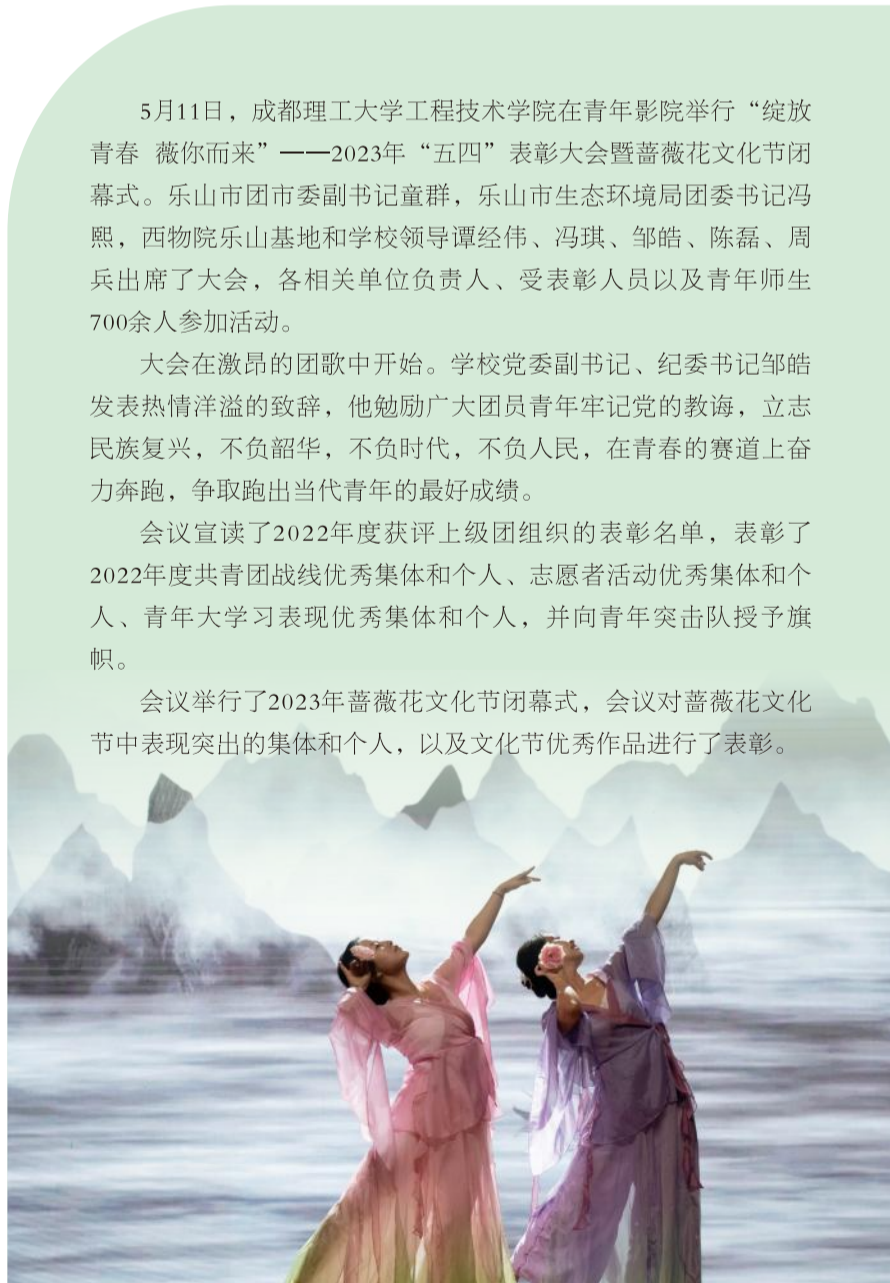 5月11日，成都理工大学工程技术学院在青年影院举行“绽放
青春 薇你而来”——2023年“五四”表彰大会暨蔷薇花文化节闭
幕式。乐山市团市委副书记童群，乐山市生态环境局团委书记冯
熙，西物院乐山基地和学校领导谭经伟、冯琪、邹皓、陈磊、周
兵出席了大会，各相关单位负责人、受表彰人员以及青年师生
700余人参加活动。
大会在激昂的团歌中开始。学校党委副书记、纪委书记邹皓
发表热情洋溢的致辞，他勉励广大团员青年牢记党的教诲，立志
民族复兴，不负韶华，不负时代，不负人民，在青春的赛道上奋
力奔跑，争取跑出当代青年的最好成绩。
会议宣读了2022年度获评上级团组织的表彰名单，表彰了
2022年度共青团战线优秀集体和个人、志愿者活动优秀集体和个
人、青年大学习表现优秀集体和个人，并向青年突击队授予旗
帜。
会议举行了2023年蔷薇花文化节闭幕式，会议对蔷薇花文化
节中表现突出的集体和个人，以及文化节优秀作品进行了表彰。